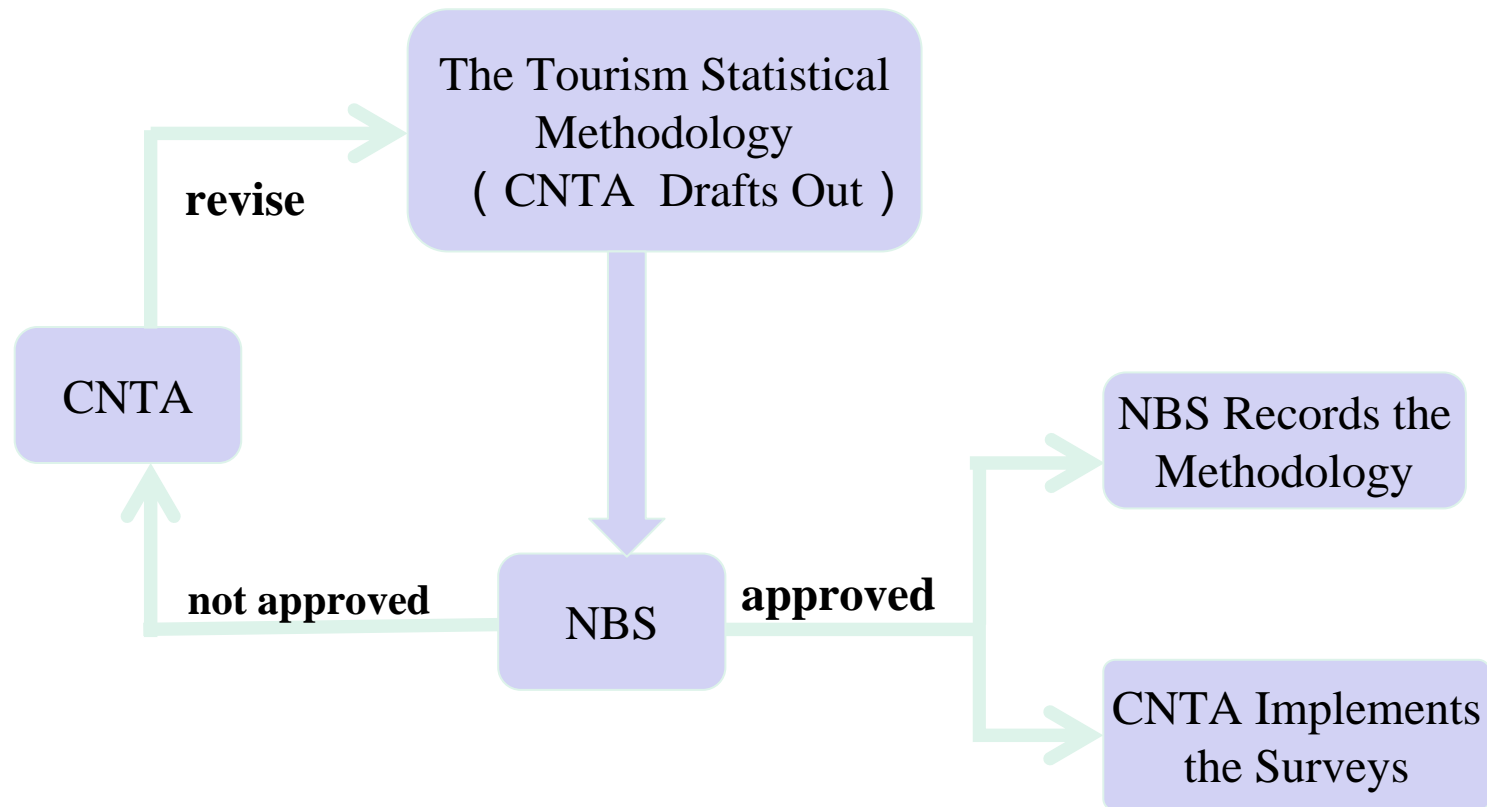 The Tourism Statistical
Methodology
( CNTA Drafts Out )
revise
CNTA
NBS Records the
Methodology
not approved
NBS
approved
CNTA Implements
the Surveys